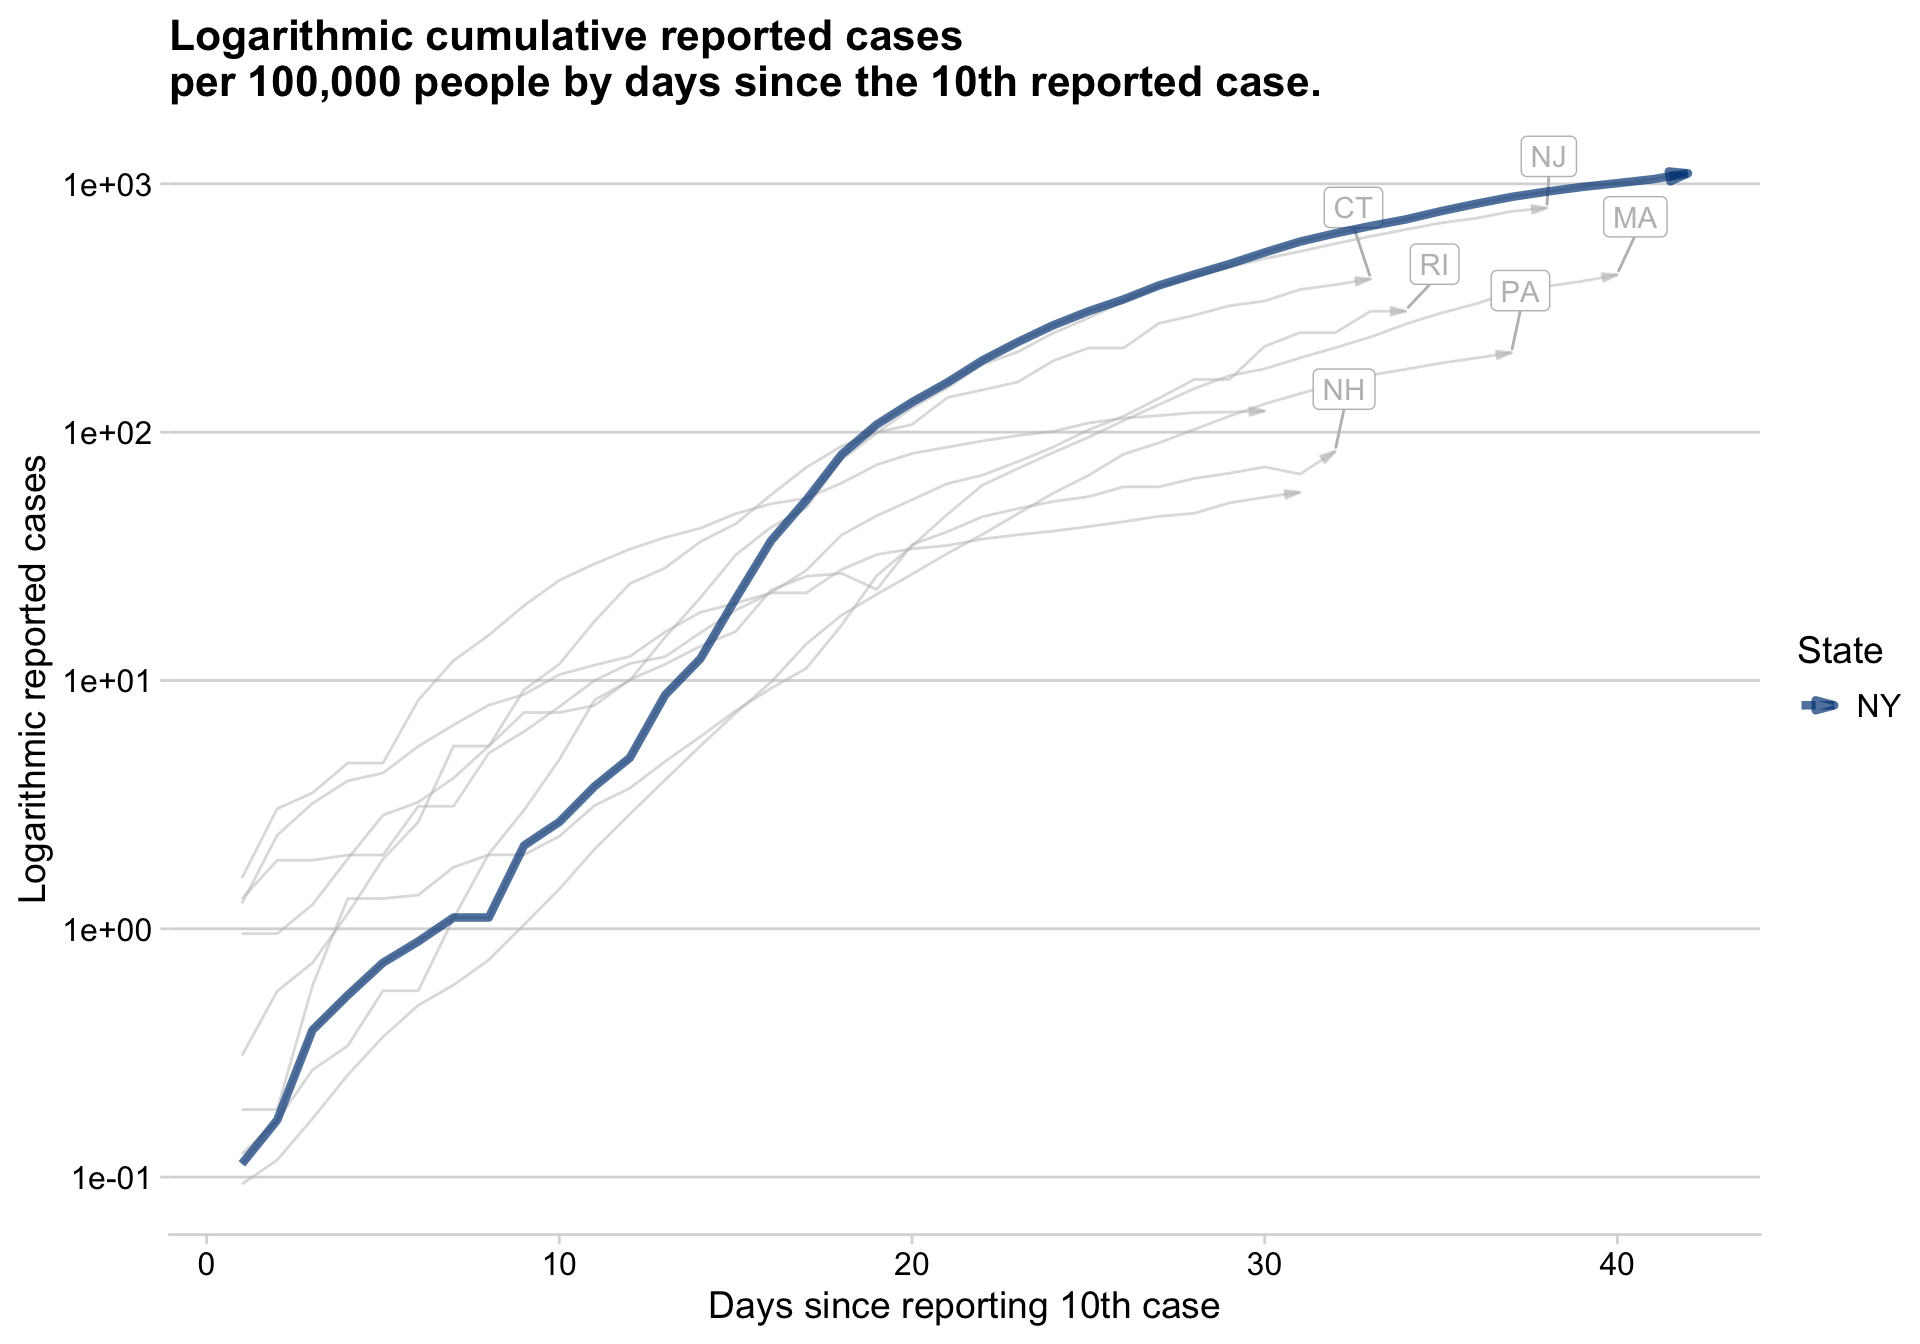 Logarithmic cumulative reported cases
per 100,000 people by days since the 10th reported case.
Logarithmic reported cases
1e+03
1e+02
1e+01
1e+00
1e-01
NJ
CT
MA
RI
PA
NH
State
NY
0
10
20
30
40
Days since reporting 10th case